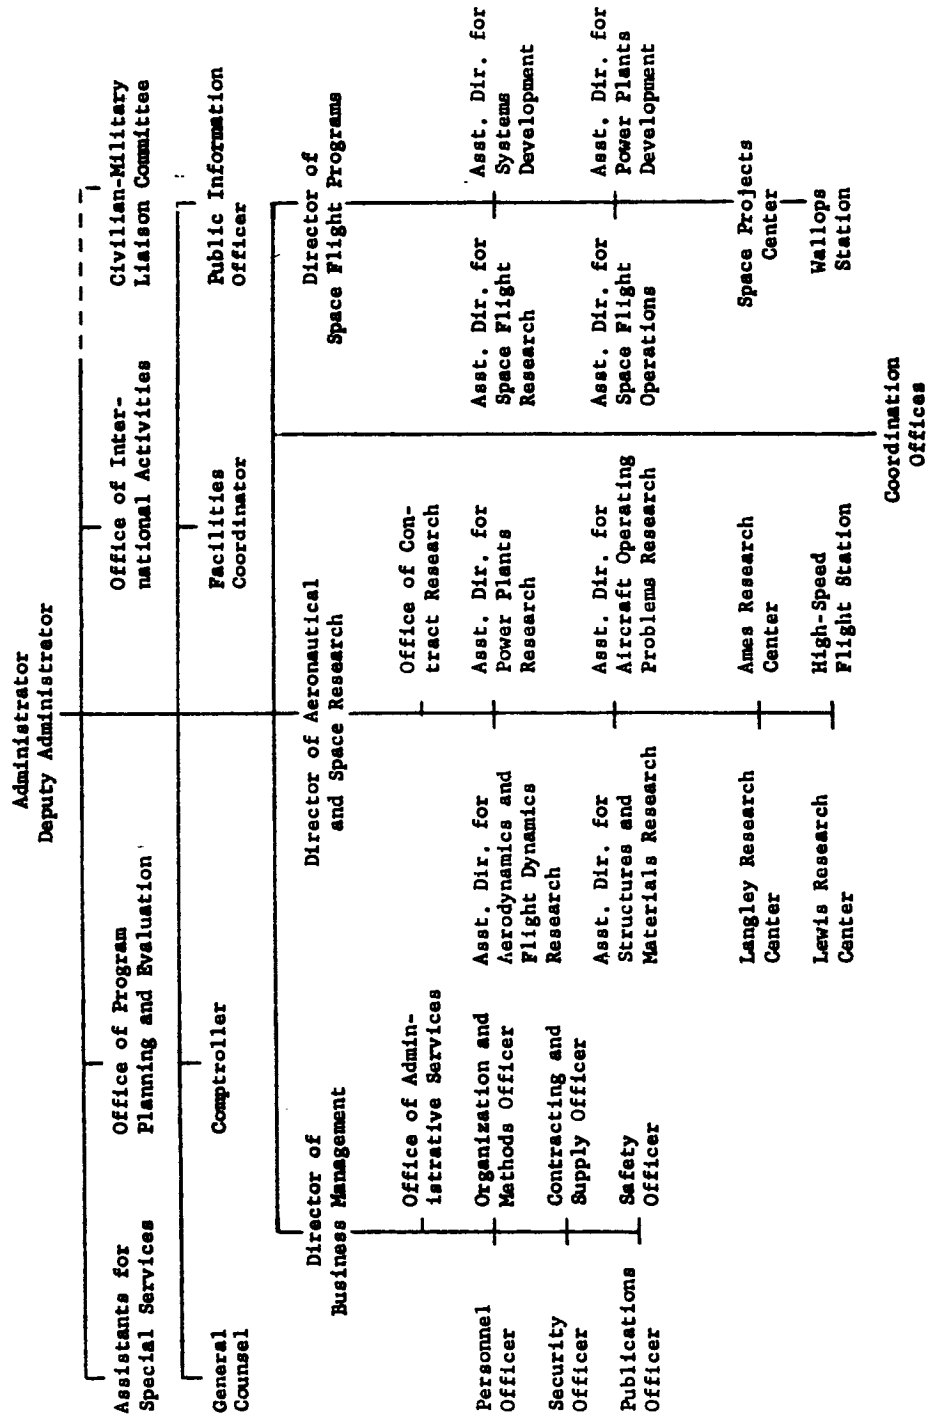 Administrator
Deputy Administrator
Assistants for
Special Services
Office of Program
Planning and Evaluation
Office of Inter-
national Activities
Civilian-Military
Liaison Committee
General
Counsel
Comptroller
Facilities
Coordinator
Public Information
Officer
Director of
Business Management
Director of Aeronautical
and Space Research
Director of
Space Flight Programs
Office of Admin-
istrative Services
Personnel
Officer
Organization and
Methods Officer
Security
Officer
Contracting and
Supply Officer
Publications
Officer
Safety
Officer
Office of Con-
tract Research
Asst. Dir. for
Aerodynamics and
Flight Dynamics
Research
Asst. Dir. for
Power Plants
Research
Asst. Dir. for
Structures and
Materials Research
Asst. Dir. for
Aircraft Operating
Problems Research
Langley Research
Center
Ames Research
Center
Lewis Research
Center
High-Speed
Flight Station
Asst. Dir. for
Space Flight
Research
Asst. Dir. for
Systems
Development
Asst. Dir. for
Space Flight
Operations
Asst. Dir. for
Power Plants
Development
Space Projects
Center
Wallops
Station
Coordination
Offices